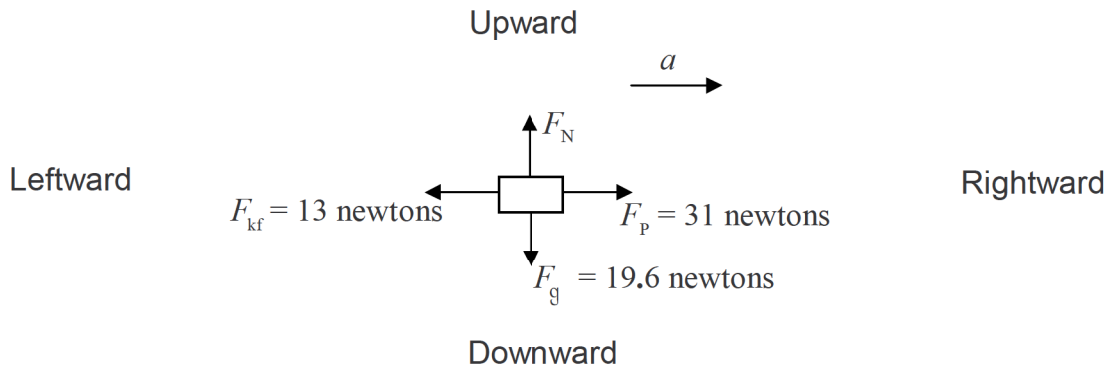 Upward
a
F_N
Leftward
Rightward
F_kf = 13 newtons
F_P = 31 newtons
F_g = 19.6 newtons
Downward